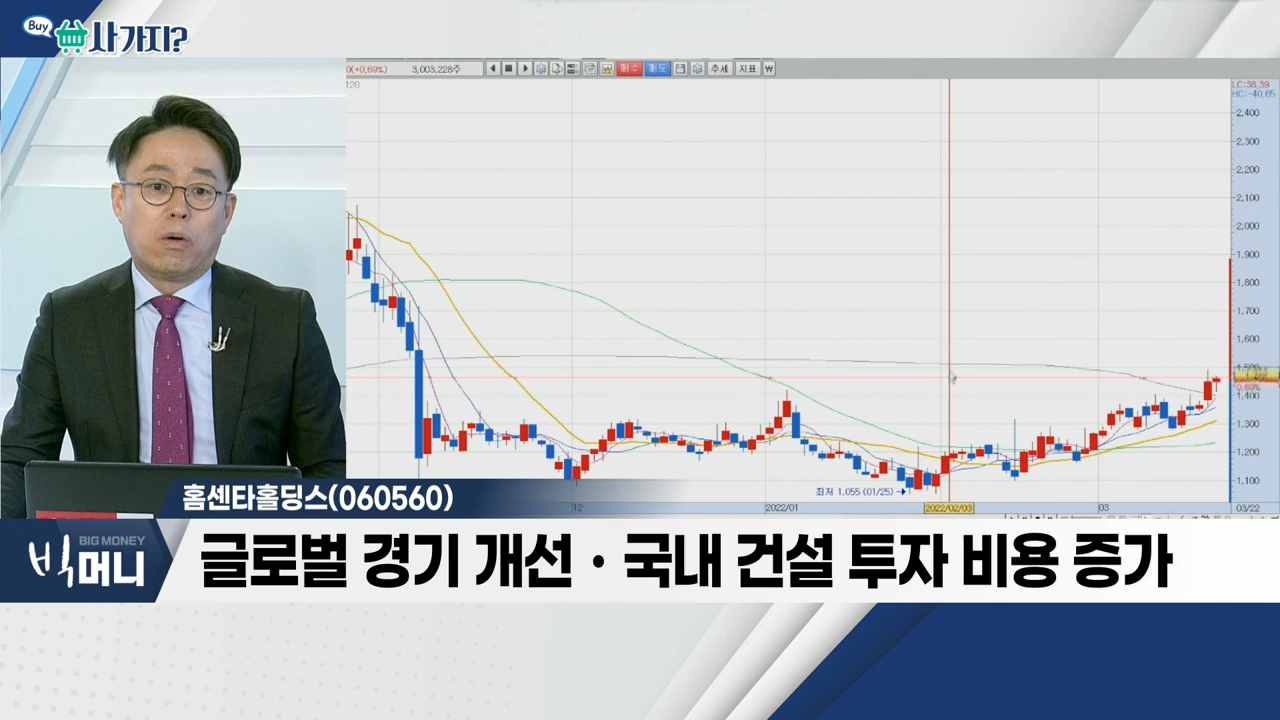 Buy
사가지?
0(+0,69%) 3,003,228주
매수 매도 추세 지표 ₩
120
LC:38,39
HC:-40,65
2,400
2,300
2,200
2,100
2,000
1,900
1,800
1,700
1,600
1,500
0.69%
1,400
1,300
1,200
1,100
최저 1,055 (01/25)
12 2022/01 2022/02/03 03 03/22
홈센타홀딩스(060560)
BIG MONEY
빅머니
글로벌 경기 개선 · 국내 건설 투자 비용 증가